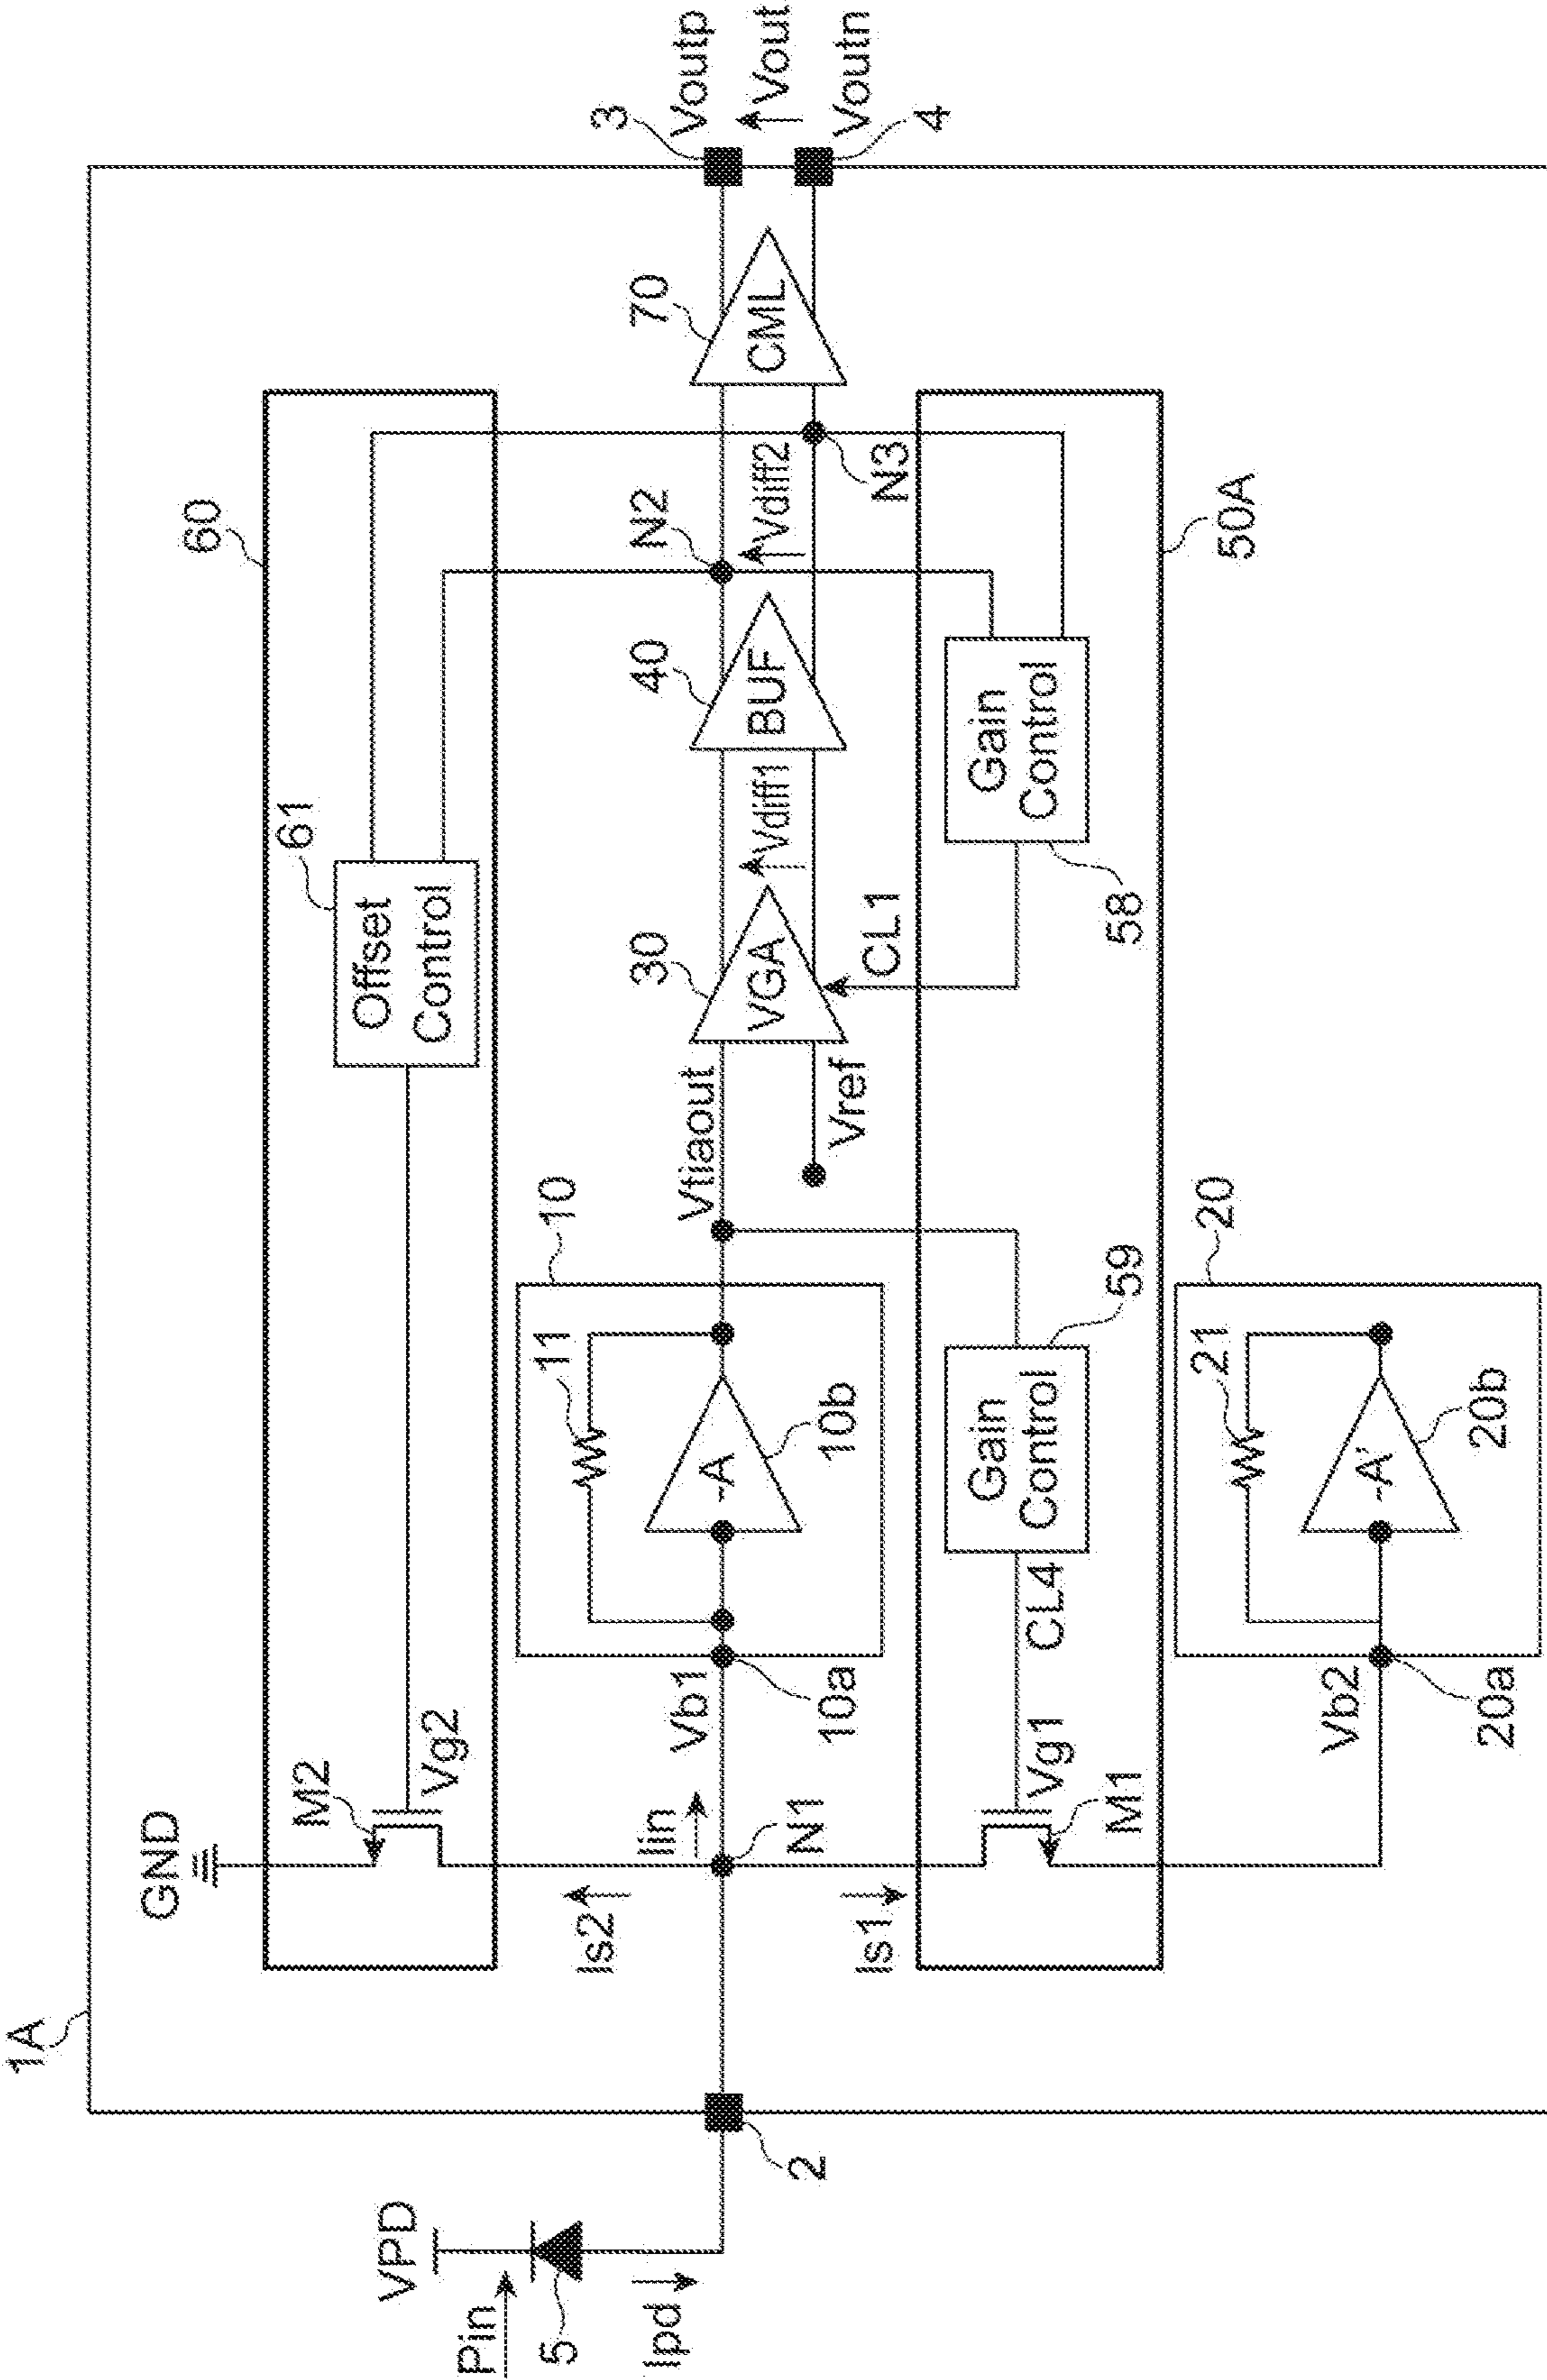 1A
GND
60
M2
Vg2
61
Offset
Control
VPD
Pin
5
Ipd
2
Is2
Iin
N1
Is1
Vb1
10a
10
11
-A
10b
Vtiaout
Vref
30
VGA
Vdiff1
CL1
40
BUF
N2
Vdiff2
N3
70
CML
3
Voutp
Vout
Voutn
4
50A
M1
Vg1
CL4
Gain
Control
59
Gain
Control
58
20
21
-A'
20b
Vb2
20a